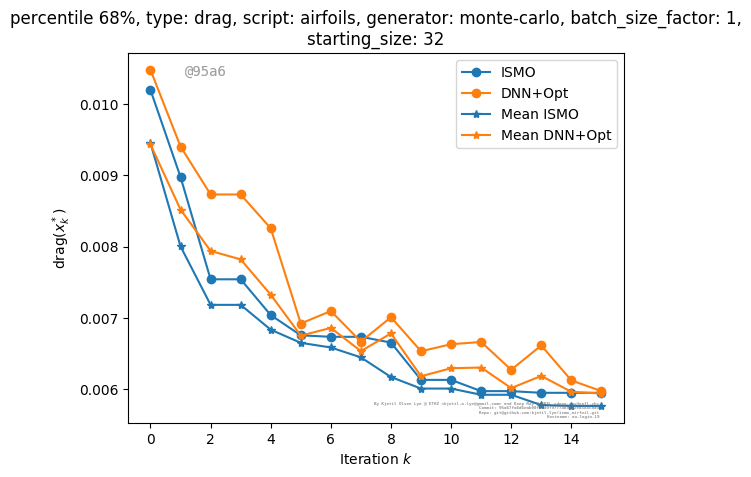 percentile 68%, type: drag, script: airfoils, generator: monte-carlo, batch_size_factor: 1,
starting_size: 32
@95a6
ISMO
DNN+Opt
Mean ISMO
Mean DNN+Opt
0.010
0.009
0.008
0.007
0.006
drag(x*k)
0 2 4 6 8 10 12 14
Iteration k